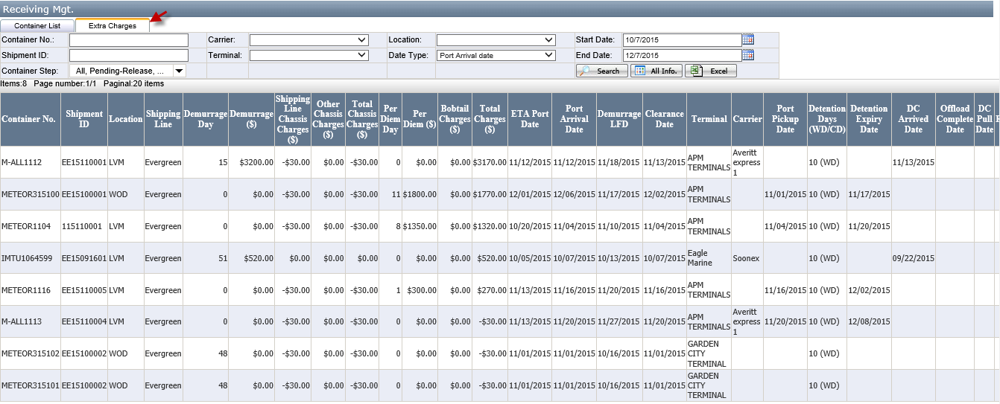 Receiving Mgt.
Container List Extra Charges
Container No.: Carrier: Location: Start Date: 10/7/2015
Shipment ID: Terminal: Date Type: Port Arrival date End Date: 12/7/2015
Container Step: All, Pending-Release, ... Search All Info. Excel
Items:8 Page number:1/1 Paginal:20 items
Container No. Shipment ID Location Shipping Line Demurrage Day Demurrage ($) Shipping Line Chassis Charges ($) Other Chassis Charges ($) Total Chassis Charges ($) Per Diem Day Per Diem ($) Bobtail Charges ($) Total Charges ($) ETA Port Date Port Arrival Date Demurrage LFD Clearance Date Terminal Carrier Port Pickup Date Detention Days (WD/CD) Detention Expiry Date DC Arrived Date Offload Complete Date DC Pull Date
M-ALL1112 EE15110001 LVM Evergreen 15 $3200.00 -$30.00 $0.00 -$30.00 0 $0.00 $0.00 $3170.00 11/12/2015 11/12/2015 11/18/2015 11/13/2015 APM TERMINALS Averitt express 1 10 (WD) 11/13/2015
METEOR315100 EE15100001 WOD Evergreen 0 $0.00 -$30.00 $0.00 -$30.00 11 $1800.00 $0.00 $1770.00 12/01/2015 12/06/2015 11/17/2015 12/02/2015 APM TERMINALS 11/01/2015 10 (WD) 11/17/2015
METEOR1104 115110001 LVM Evergreen 0 $0.00 -$30.00 $0.00 -$30.00 8 $1350.00 $0.00 $1320.00 10/20/2015 11/04/2015 11/10/2015 11/04/2015 APM TERMINALS 11/04/2015 10 (WD) 11/20/2015
IMTU1064599 EE15091601 LVM Evergreen 51 $520.00 $0.00 $0.00 $0.00 0 $0.00 $0.00 $520.00 10/05/2015 10/07/2015 10/13/2015 10/07/2015 Eagle Marine Soonex 10 (WD) 09/22/2015
METEOR1116 EE15110005 LVM Evergreen 0 $0.00 -$30.00 $0.00 -$30.00 1 $300.00 $0.00 $270.00 11/13/2015 11/16/2015 11/20/2015 11/16/2015 APM TERMINALS 11/16/2015 10 (WD) 12/02/2015
M-ALL1113 EE15110004 LVM Evergreen 0 $0.00 -$30.00 $0.00 -$30.00 0 $0.00 $0.00 -$30.00 11/13/2015 11/20/2015 11/27/2015 11/20/2015 APM TERMINALS Averitt express 1 11/20/2015 10 (WD) 12/08/2015
METEOR315102 EE15100002 WOD Evergreen 48 $0.00 -$30.00 $0.00 -$30.00 0 $0.00 $0.00 -$30.00 11/01/2015 11/01/2015 10/16/2015 11/01/2015 GARDEN CITY TERMINAL 10 (WD)
METEOR315101 EE15100002 WOD Evergreen 48 $0.00 -$30.00 $0.00 -$30.00 0 $0.00 $0.00 -$30.00 11/01/2015 11/01/2015 10/16/2015 11/01/2015 GARDEN CITY TERMINAL 10 (WD)